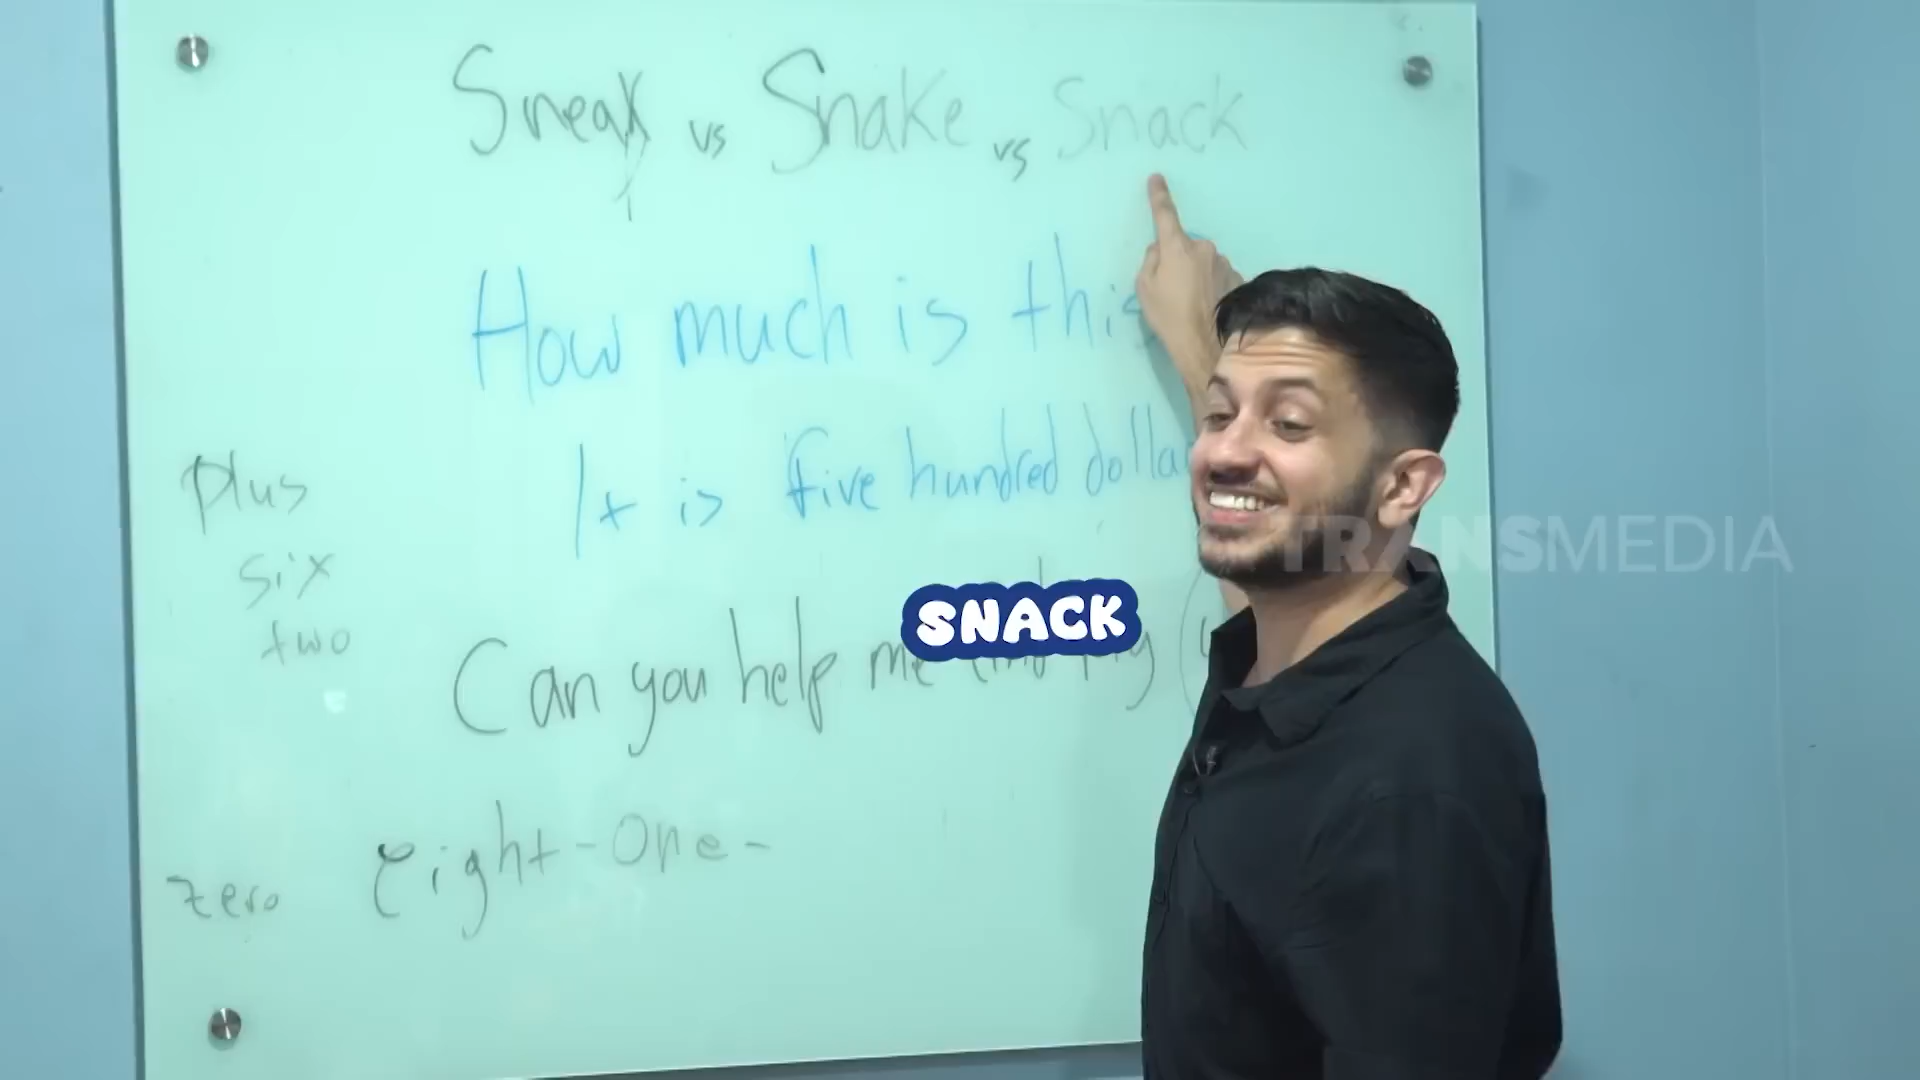 Sneak vs Snake vs Snack
How much is this
It is five hundred dolla
plus
six
two
TRANSMEDIA
SNACK
Can you help me
zero eight-one-